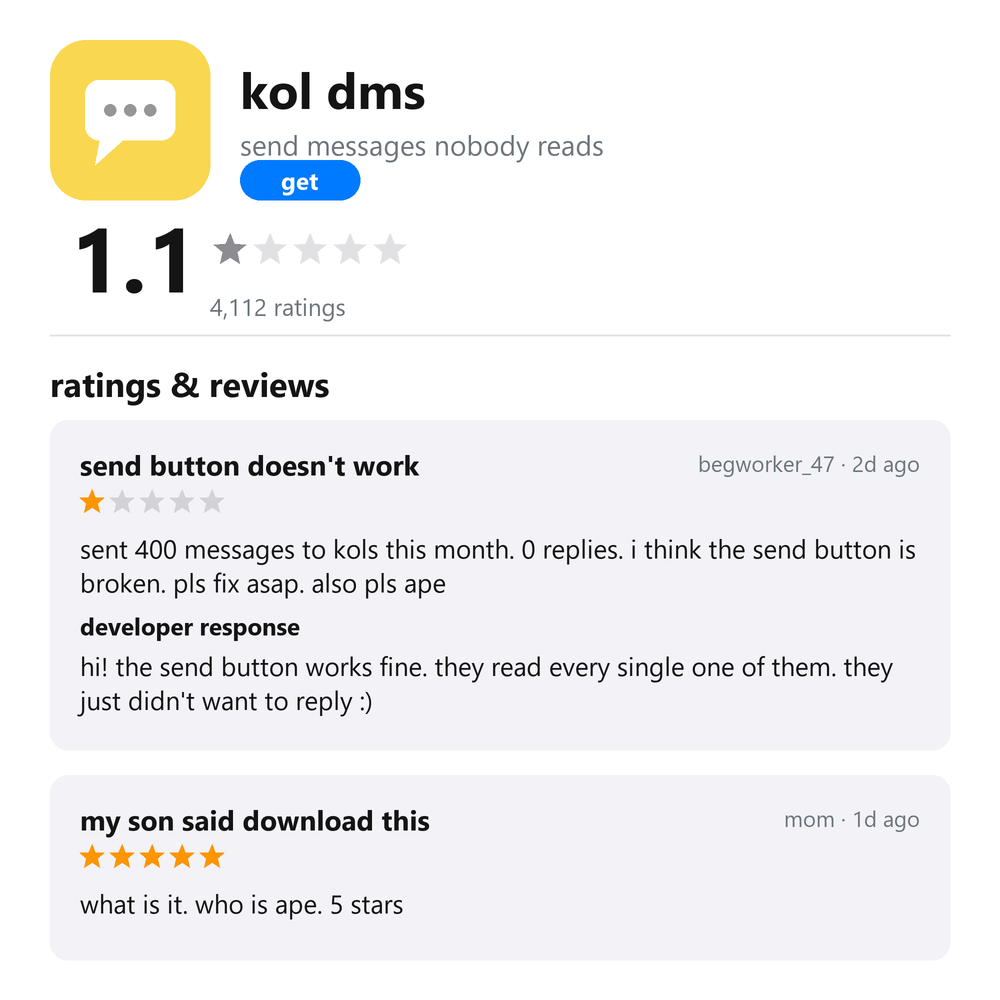 kol dms
send messages nobody reads
get
1.1
4,112 ratings
ratings & reviews
send button doesn't work
begworker_47 · 2d ago
sent 400 messages to kols this month. 0 replies. i think the send button is
broken. pls fix asap. also pls ape
developer response
hi! the send button works fine. they read every single one of them. they
just didn't want to reply :)
my son said download this
mom · 1d ago
what is it. who is ape. 5 stars